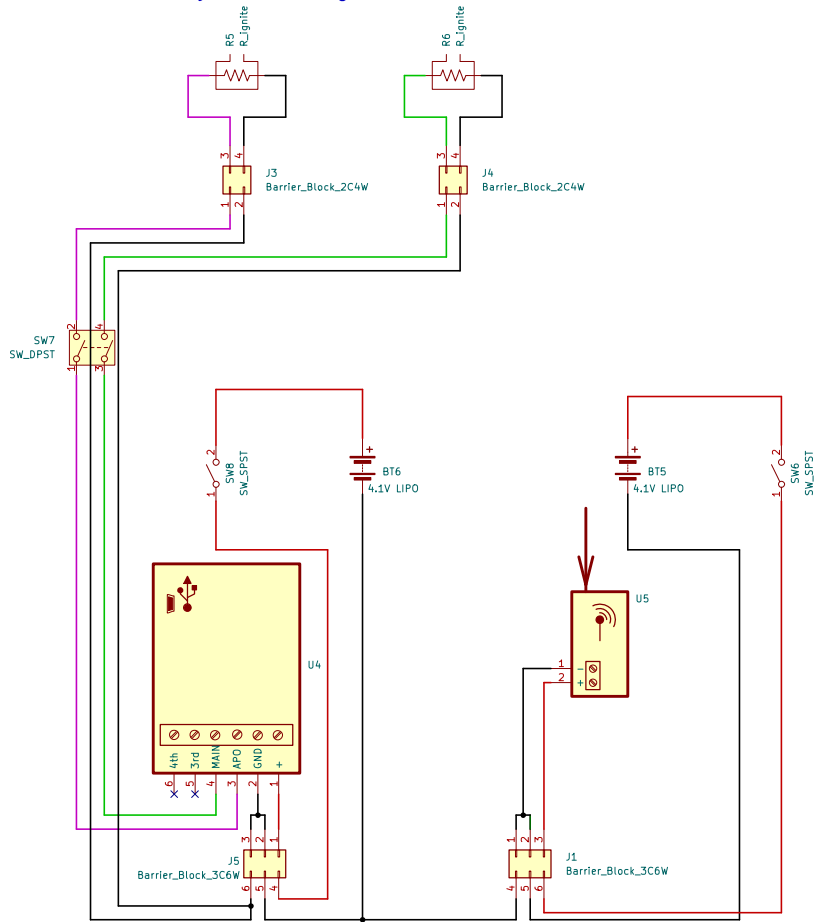 R5
R_ignite
R6
R_ignite
3
4
3
4
J3
Barrier_Block_2C4W
J4
Barrier_Block_2C4W
1
2
1
2
2
4
SW7
SW_DPST
1
3
2
SW8
SW_SPST
1
+
BT6
4.1V LIPO
+
BT5
4.1V LIPO
2
SW6
SW_SPST
1
U5
1
-
2
+
U4
4th
3rd
MAIN
APO
GND
+
6
5
4
3
2
1
3
2
1
J5
Barrier_Block_3C6W
6
5
4
1
2
3
J1
Barrier_Block_3C6W
4
5
6